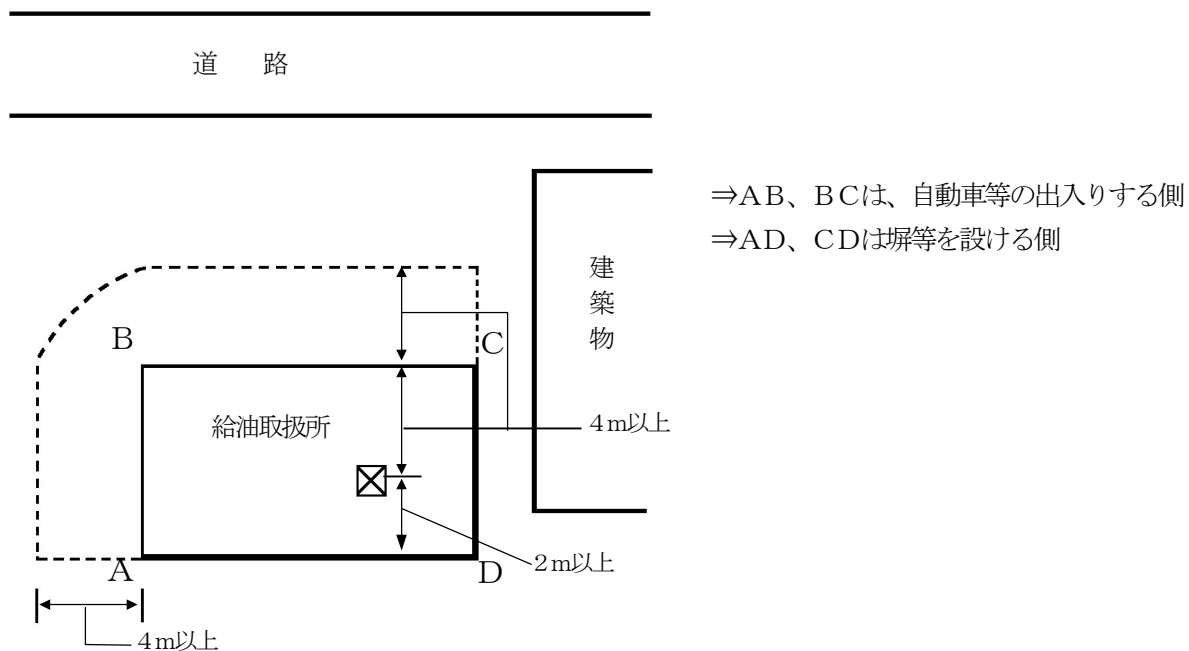 道　路
⇒ＡＢ、ＢＣは、自動車等の出入りする側
⇒ＡＤ、ＣＤは塀等を設ける側
建築物
B
C
給油取扱所
４ｍ以上
２ｍ以上
A
D
４ｍ以上